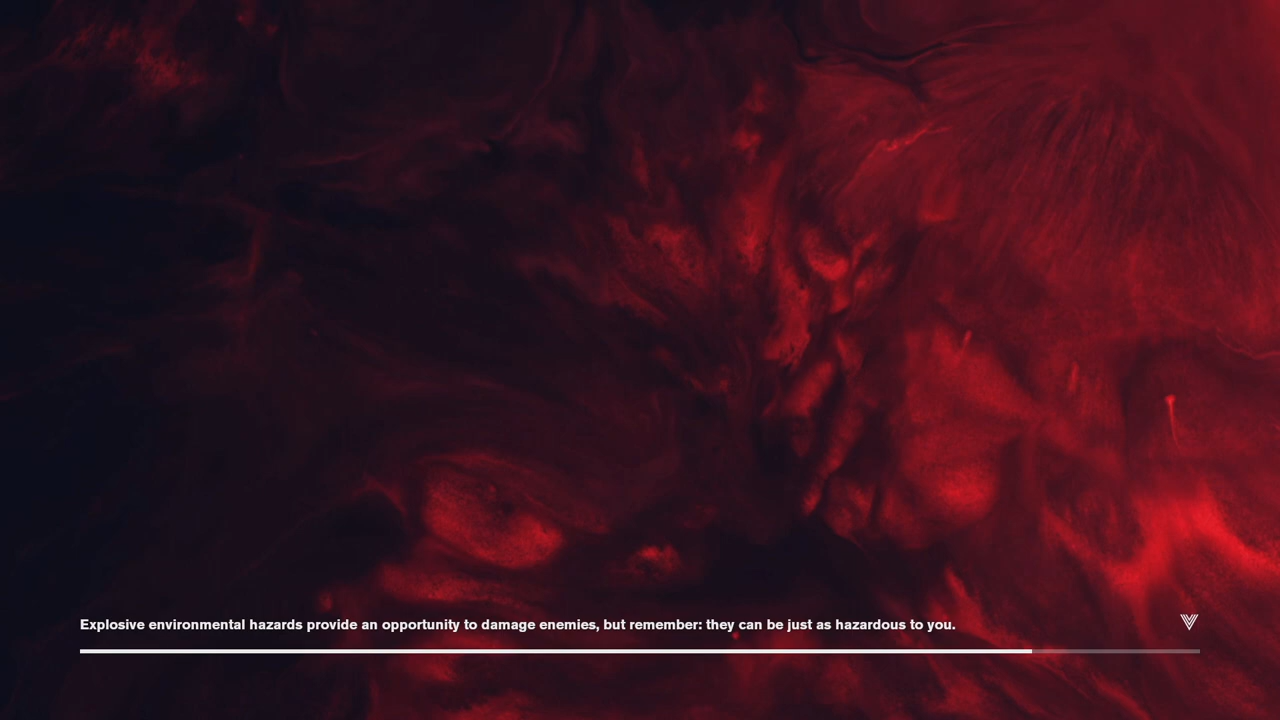 Explosive environmental hazards provide an opportunity to damage enemies, but remember: they can be just as hazardous to you.